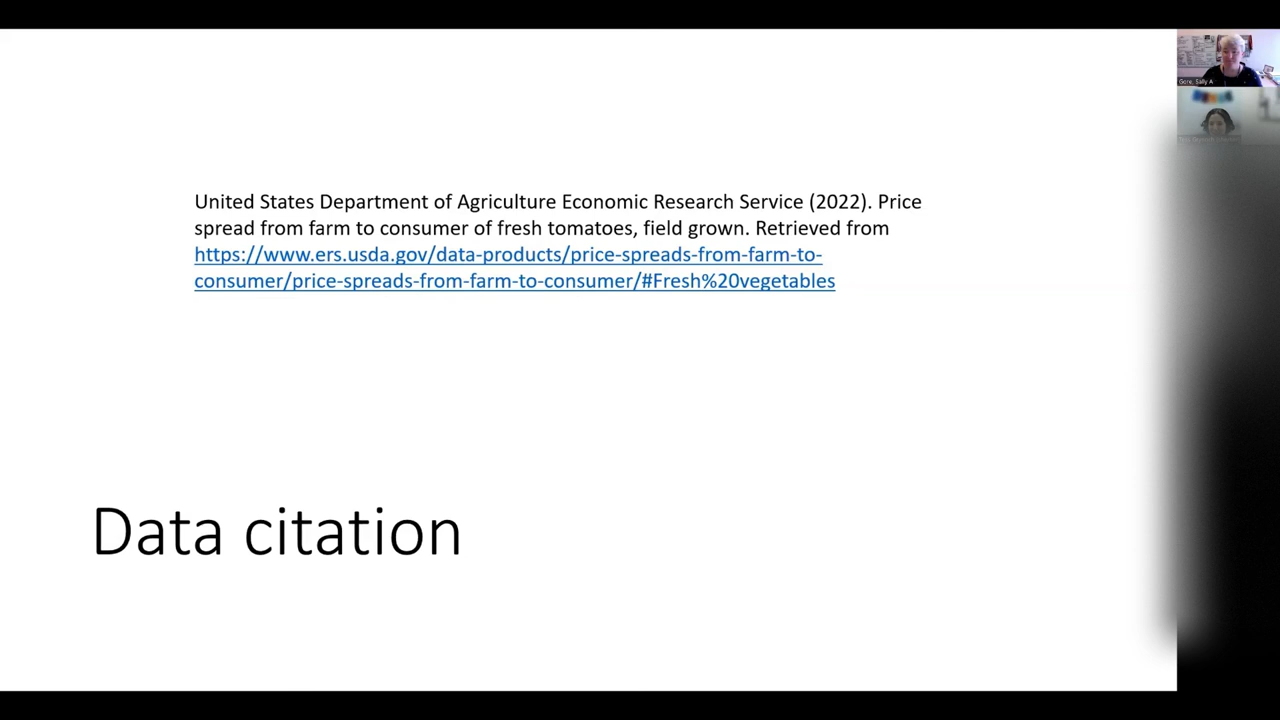 United States Department of Agriculture Economic Research Service (2022). Price
spread from farm to consumer of fresh tomatoes, field grown. Retrieved from
https://www.ers.usda.gov/data-products/price-spreads-from-farm-to-
consumer/price-spreads-from-farm-to-consumer/#Fresh%20vegetables
Data citation
Gore, Sally A